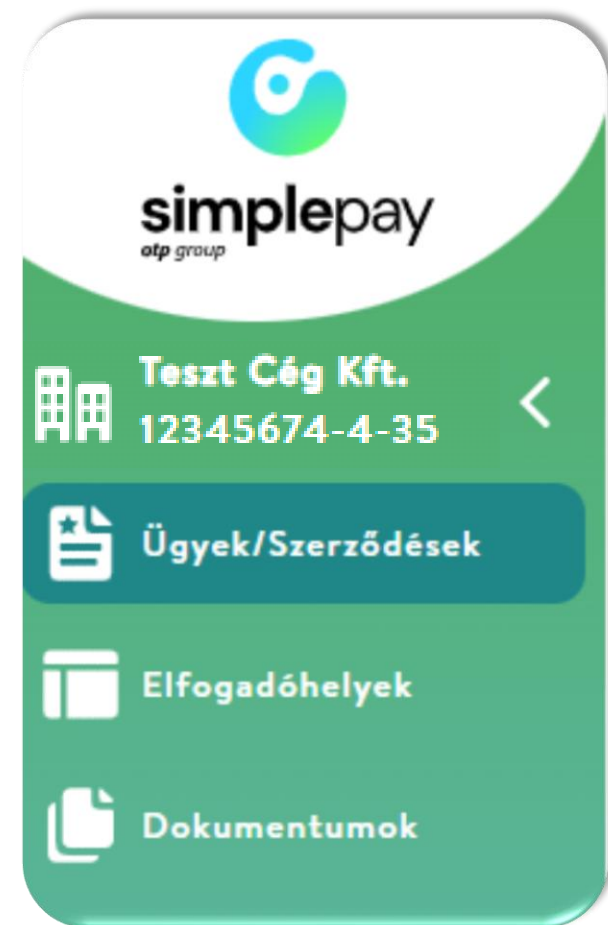 simplepay
otp group
Teszt Cég Kft.
12345674-4-35
Ügyek/Szerződések
Elfogadóhelyek
Dokumentumok